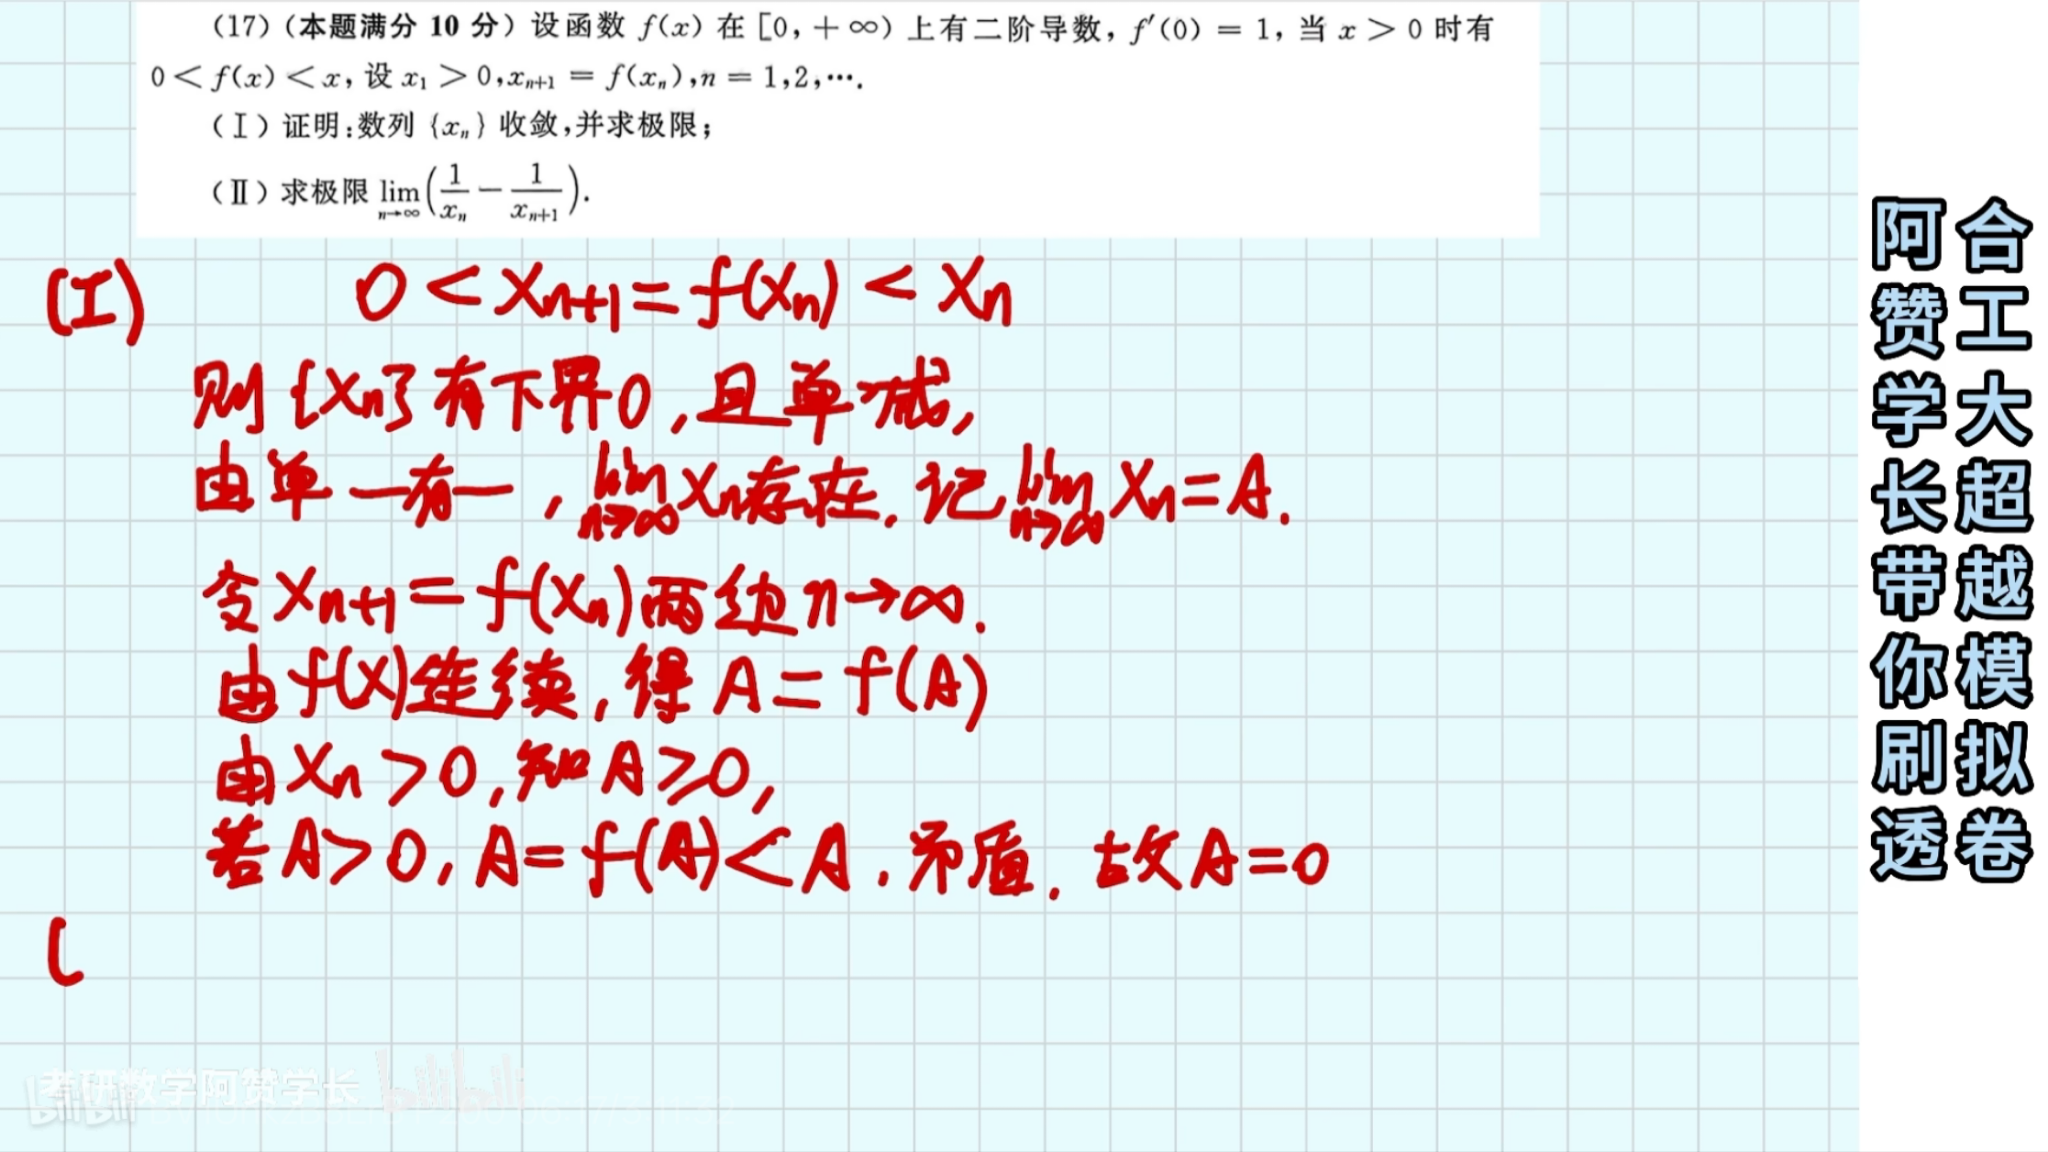 (17)(本题满分 10 分)设函数 f(x) 在 [0, +∞) 上有二阶导数, f′(0) = 1, 当 x > 0 时有
0 < f(x) < x, 设 x₁ > 0, xₙ₊₁ = f(xₙ), n = 1,2,⋯.
(Ⅰ)证明:数列 {xₙ} 收敛,并求极限;
(Ⅱ)求极限 lim_{n→∞}(1/xₙ − 1/xₙ₊₁).
(I) 0 < Xₙ₊₁ = f(Xₙ) < Xₙ
则 {Xₙ} 有下界0, 且单减,
由单一有一, lim_{n→∞} Xₙ存在. 记 lim_{n→∞} Xₙ = A.
令 Xₙ₊₁ = f(Xₙ) 两边 n→∞.
由 f(X) 连续, 得 A = f(A)
由 Xₙ > 0, 知 A ≥ 0,
若 A > 0, A = f(A) < A, 矛盾. 故 A = 0
(
合工大超越模拟卷
阿赞学长带你刷透
考研数学阿赞学长 bilibili
bilibili